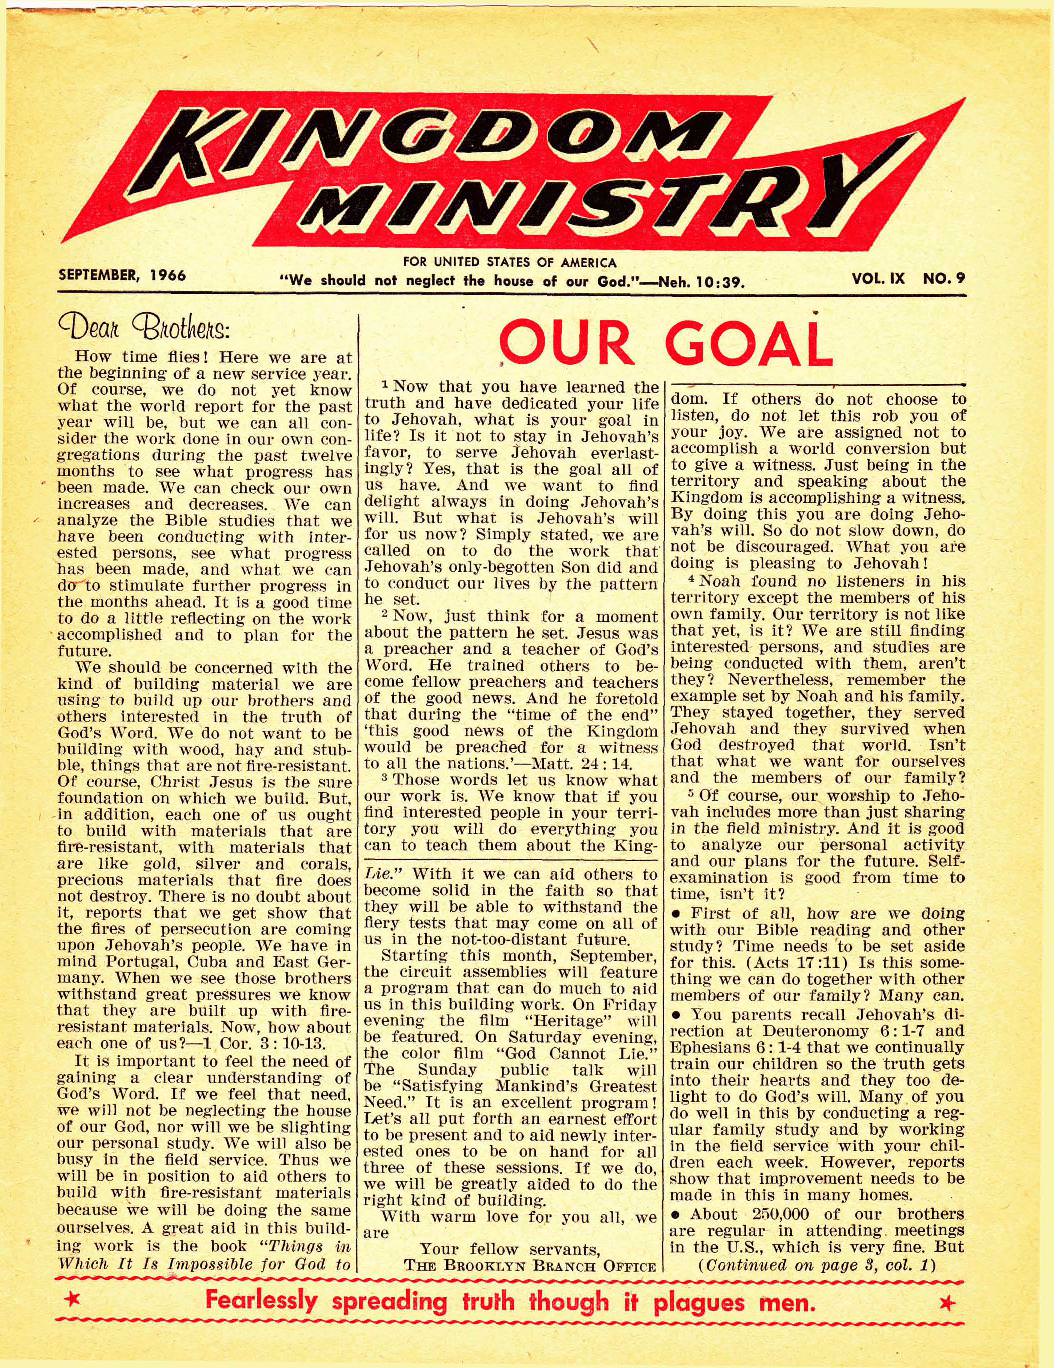 KINGDOM
MINISTRY
FOR UNITED STATES OF AMERICA
SEPTEMBER, 1966
"We should not neglect the house of our God."—Neh. 10:39.
VOL. IX NO. 9
Dear Brothers:
How time flies! Here we are at
the beginning of a new service year.
Of course, we do not yet know
what the world report for the past
year will be, but we can all con-
sider the work done in our own con-
gregations during the past twelve
months to see what progress has
been made. We can check our own
increases and decreases. We can
analyze the Bible studies that we
have been conducting with inter-
ested persons, see what progress
has been made, and what we can
do to stimulate further progress in
the months ahead. It is a good time
to do a little reflecting on the work
accomplished and to plan for the
future.
We should be concerned with the
kind of building material we are
using to build up our brothers and
others interested in the truth of
God's Word. We do not want to be
building with wood, hay and stub-
ble, things that are not fire-resistant.
Of course, Christ Jesus is the sure
foundation on which we build. But,
in addition, each one of us ought
to build with materials that are
fire-resistant, with materials that
are like gold, silver and corals,
precious materials that fire does
not destroy. There is no doubt about
it, reports that we get show that
the fires of persecution are coming
upon Jehovah's people. We have in
mind Portugal, Cuba and East Ger-
many. When we see those brothers
withstand great pressures we know
that they are built up with fire-
resistant materials. Now, how about
each one of us?—1 Cor. 3:10-13.
It is important to feel the need of
gaining a clear understanding of
God's Word. If we feel that need,
we will not be neglecting the house
of our God, nor will we be slighting
our personal study. We will also be
busy in the field service. Thus we
will be in position to aid others to
build with fire-resistant materials
because we will be doing the same
ourselves. A great aid in this build-
ing work is the book "Things in
Which It Is Impossible for God to
Lie." With it we can aid others to
become solid in the faith so that
they will be able to withstand the
fiery tests that may come on all of
us in the not-too-distant future.
Starting this month, September,
the circuit assemblies will feature
a program that can do much to aid
us in this building work. On Friday
evening the film "Heritage" will
be featured. On Saturday evening,
the color film "God Cannot Lie."
The Sunday public talk will
be "Satisfying Mankind's Greatest
Need." It is an excellent program!
Let's all put forth an earnest effort
to be present and to aid newly inter-
ested ones to be on hand for all
three of these sessions. If we do,
we will be greatly aided to do the
right kind of building.
With warm love for you all, we
are
Your fellow servants,
THE BROOKLYN BRANCH OFFICE
OUR GOAL
1 Now that you have learned the
truth and have dedicated your life
to Jehovah, what is your goal in
life? Is it not to stay in Jehovah's
favor, to serve Jehovah everlast-
ingly? Yes, that is the goal all of
us have. And we want to find
delight always in doing Jehovah's
will. But what is Jehovah's will
for us now? Simply stated, we are
called on to do the work that
Jehovah's only-begotten Son did and
to conduct our lives by the pattern
he set.
2 Now, just think for a moment
about the pattern he set. Jesus was
a preacher and a teacher of God's
Word. He trained others to be-
come fellow preachers and teachers
of the good news. And he foretold
that during the "time of the end"
'this good news of the Kingdom
would be preached for a witness
to all the nations.'—Matt. 24:14.
3 Those words let us know what
our work is. We know that if you
find interested people in your terri-
tory you will do everything you
can to teach them about the King-
dom. If others do not choose to
listen, do not let this rob you of
your joy. We are assigned not to
accomplish a world conversion but
to give a witness. Just being in the
territory and speaking about the
Kingdom is accomplishing a witness.
By doing this you are doing Jeho-
vah's will. So do not slow down, do
not be discouraged. What you are
doing is pleasing to Jehovah!
4 Noah found no listeners in his
territory except the members of his
own family. Our territory is not like
that yet, is it? We are still finding
interested persons, and studies are
being conducted with them, aren't
they? Nevertheless, remember the
example set by Noah and his family.
They stayed together, they served
Jehovah and they survived when
God destroyed that world. Isn't
that what we want for ourselves
and the members of our family?
5 Of course, our worship to Jeho-
vah includes more than just sharing
in the field ministry. And it is good
to analyze our personal activity
and our plans for the future. Self-
examination is good from time to
time, isn't it?
• First of all, how are we doing
with our Bible reading and other
study? Time needs to be set aside
for this. (Acts 17:11) Is this some-
thing we can do together with other
members of our family? Many can.
• You parents recall Jehovah's di-
rection at Deuteronomy 6:1-7 and
Ephesians 6:1-4 that we continually
train our children so the truth gets
into their hearts and they too de-
light to do God's will. Many of you
do well in this by conducting a reg-
ular family study and by working
in the field service with your chil-
dren each week. However, reports
show that improvement needs to be
made in this in many homes.
• About 250,000 of our brothers
are regular in attending meetings
in the U.S., which is very fine. But
(Continued on page 3, col. 1)
★ Fearlessly spreading truth though it plagues men. ★